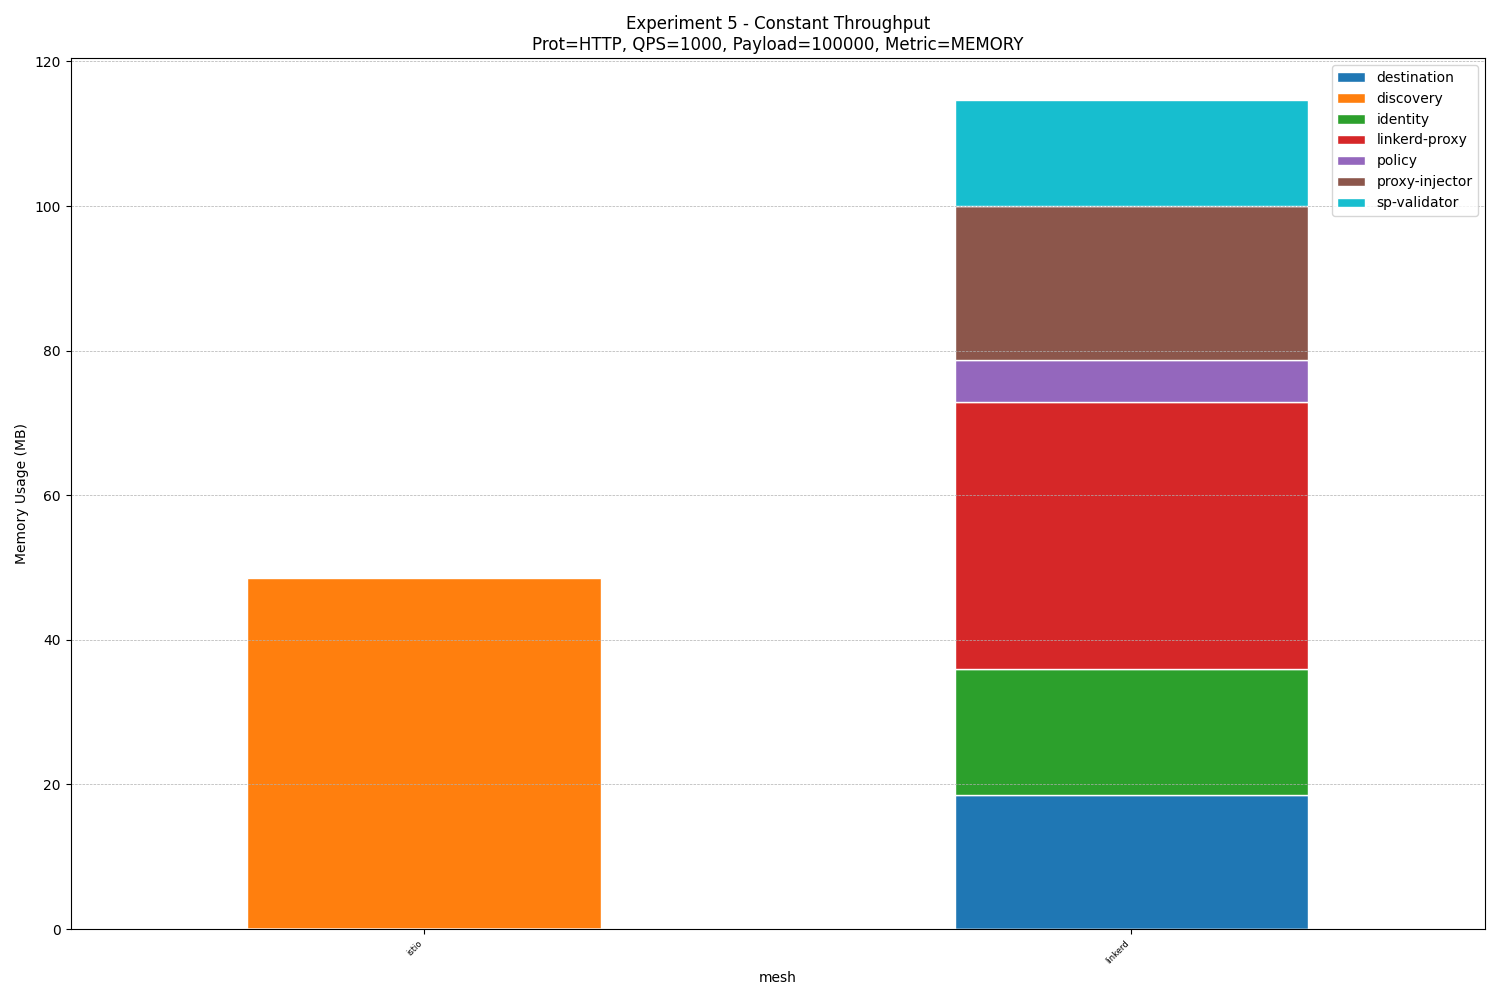 Experiment 5 - Constant Throughput
Prot=HTTP, QPS=1000, Payload=100000, Metric=MEMORY
120
100
80
60
40
20
0
Memory Usage (MB)
destination
discovery
identity
linkerd-proxy
policy
proxy-injector
sp-validator
istio
linkerd
mesh